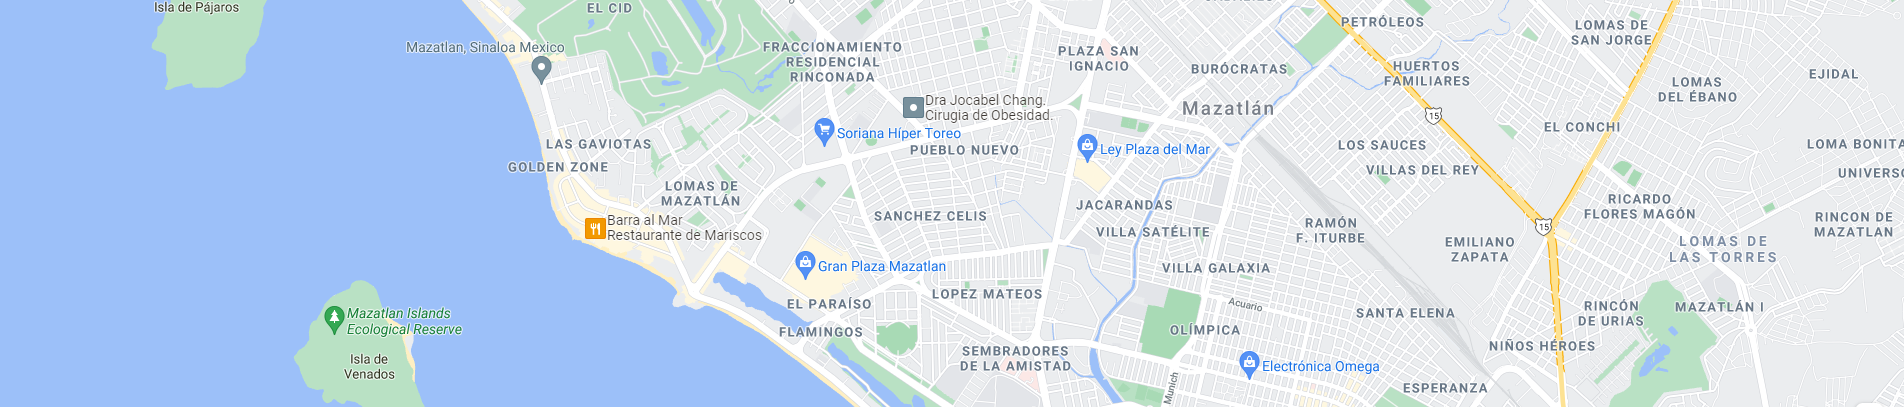 Isla de Pájaros
EL CID
Mazatlan, Sinaloa Mexico
FRACCIONAMIENTO
RESIDENCIAL
RINCONADA
PLAZA SAN
IGNACIO
PETRÓLEOS
LOMAS DE
SAN JORGE
BURÓCRATAS
HUERTOS
FAMILIARES
LOMAS
DEL ÉBANO
EJIDAL
Dra Jocabel Chang.
Cirugia de Obesidad.
Mazatlán
15
Soriana Híper Toreo
EL CONCHI
LAS GAVIOTAS
PUEBLO NUEVO
Ley Plaza del Mar
LOS SAUCES
LOMA BONITA
GOLDEN ZONE
VILLAS DEL REY
UNIVERSO
LOMAS DE
MAZATLÁN
JACARANDAS
RICARDO
FLORES MAGÓN
Barra al Mar
Restaurante de Mariscos
SANCHEZ CELIS
VILLA SATÉLITE
RAMÓN
F. ITURBE
15
RINCON DE
MAZATLAN
EMILIANO
ZAPATA
LOMAS DE
LAS TORRES
Gran Plaza Mazatlan
VILLA GALAXIA
EL PARAÍSO
LOPEZ MATEOS
Acuario
Mazatlan Islands
Ecological Reserve
SANTA ELENA
RINCÓN
DE URIAS
MAZATLÁN I
FLAMINGOS
OLÍMPICA
Isla de
Venados
SEMBRADORES
DE LA AMISTAD
NIÑOS HÉROES
Electrónica Omega
Munich
ESPERANZA